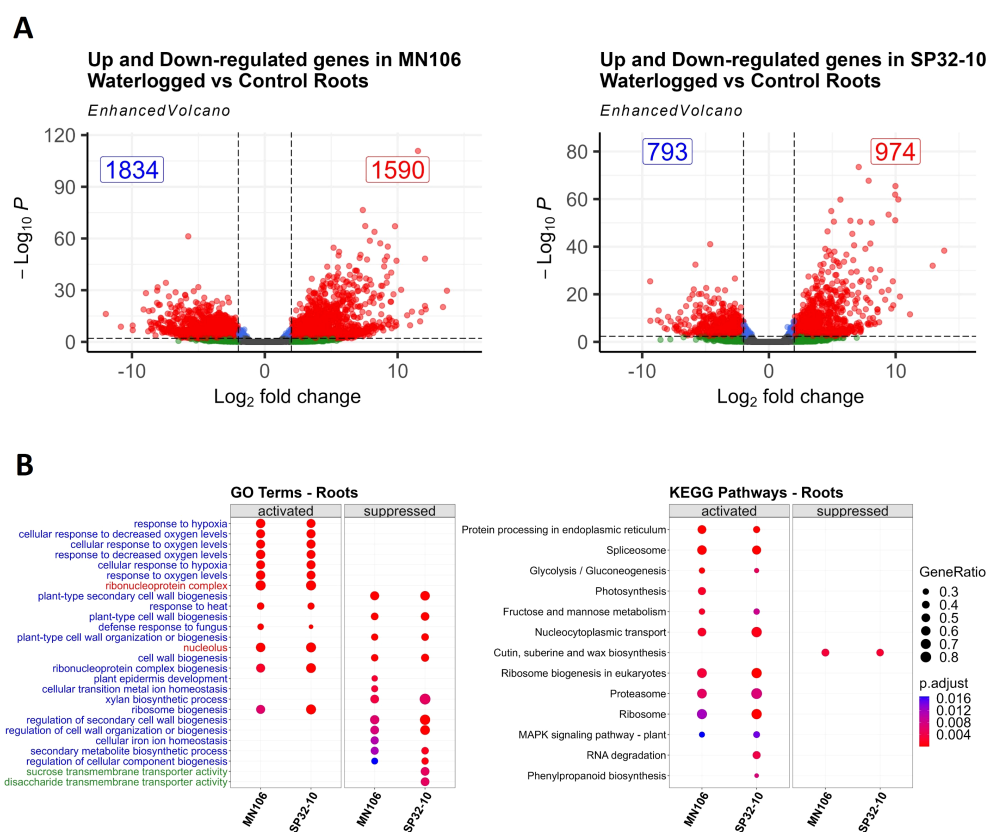 A
Up and Down-regulated genes in MN106
Waterlogged vs Control Roots
EnhancedVolcano
1834
1590
120
90
60
30
0
− Log10 P
-10
0
10
Log2 fold change
Up and Down-regulated genes in SP32-10
Waterlogged vs Control Roots
EnhancedVolcano
793
974
80
60
40
20
0
− Log10 P
-10
0
10
Log2 fold change
B
GO Terms - Roots
activated
suppressed
response to hypoxia
cellular response to decreased oxygen levels
cellular response to oxygen levels
response to decreased oxygen levels
cellular response to hypoxia
response to oxygen levels
ribonucleoprotein complex
plant-type secondary cell wall biogenesis
response to heat
plant-type cell wall biogenesis
defense response to fungus
plant-type cell wall organization or biogenesis
nucleolus
cell wall biogenesis
ribonucleoprotein complex biogenesis
plant epidermis development
cellular transition metal ion homeostasis
xylan biosynthetic process
ribosome biogenesis
regulation of secondary cell wall biogenesis
regulation of cell wall organization or biogenesis
cellular iron ion homeostasis
secondary metabolite biosynthetic process
regulation of cellular component biogenesis
sucrose transmembrane transporter activity
disaccharide transmembrane transporter activity
MN106
SP32-10
MN106
SP32-10
KEGG Pathways - Roots
activated
suppressed
Protein processing in endoplasmic reticulum
Spliceosome
Glycolysis / Gluconeogenesis
Photosynthesis
Fructose and mannose metabolism
Nucleocytoplasmic transport
Cutin, suberine and wax biosynthesis
Ribosome biogenesis in eukaryotes
Proteasome
Ribosome
MAPK signaling pathway - plant
RNA degradation
Phenylpropanoid biosynthesis
MN106
SP32-10
MN106
SP32-10
GeneRatio
0.3
0.4
0.5
0.6
0.7
0.8
p.adjust
0.016
0.012
0.008
0.004